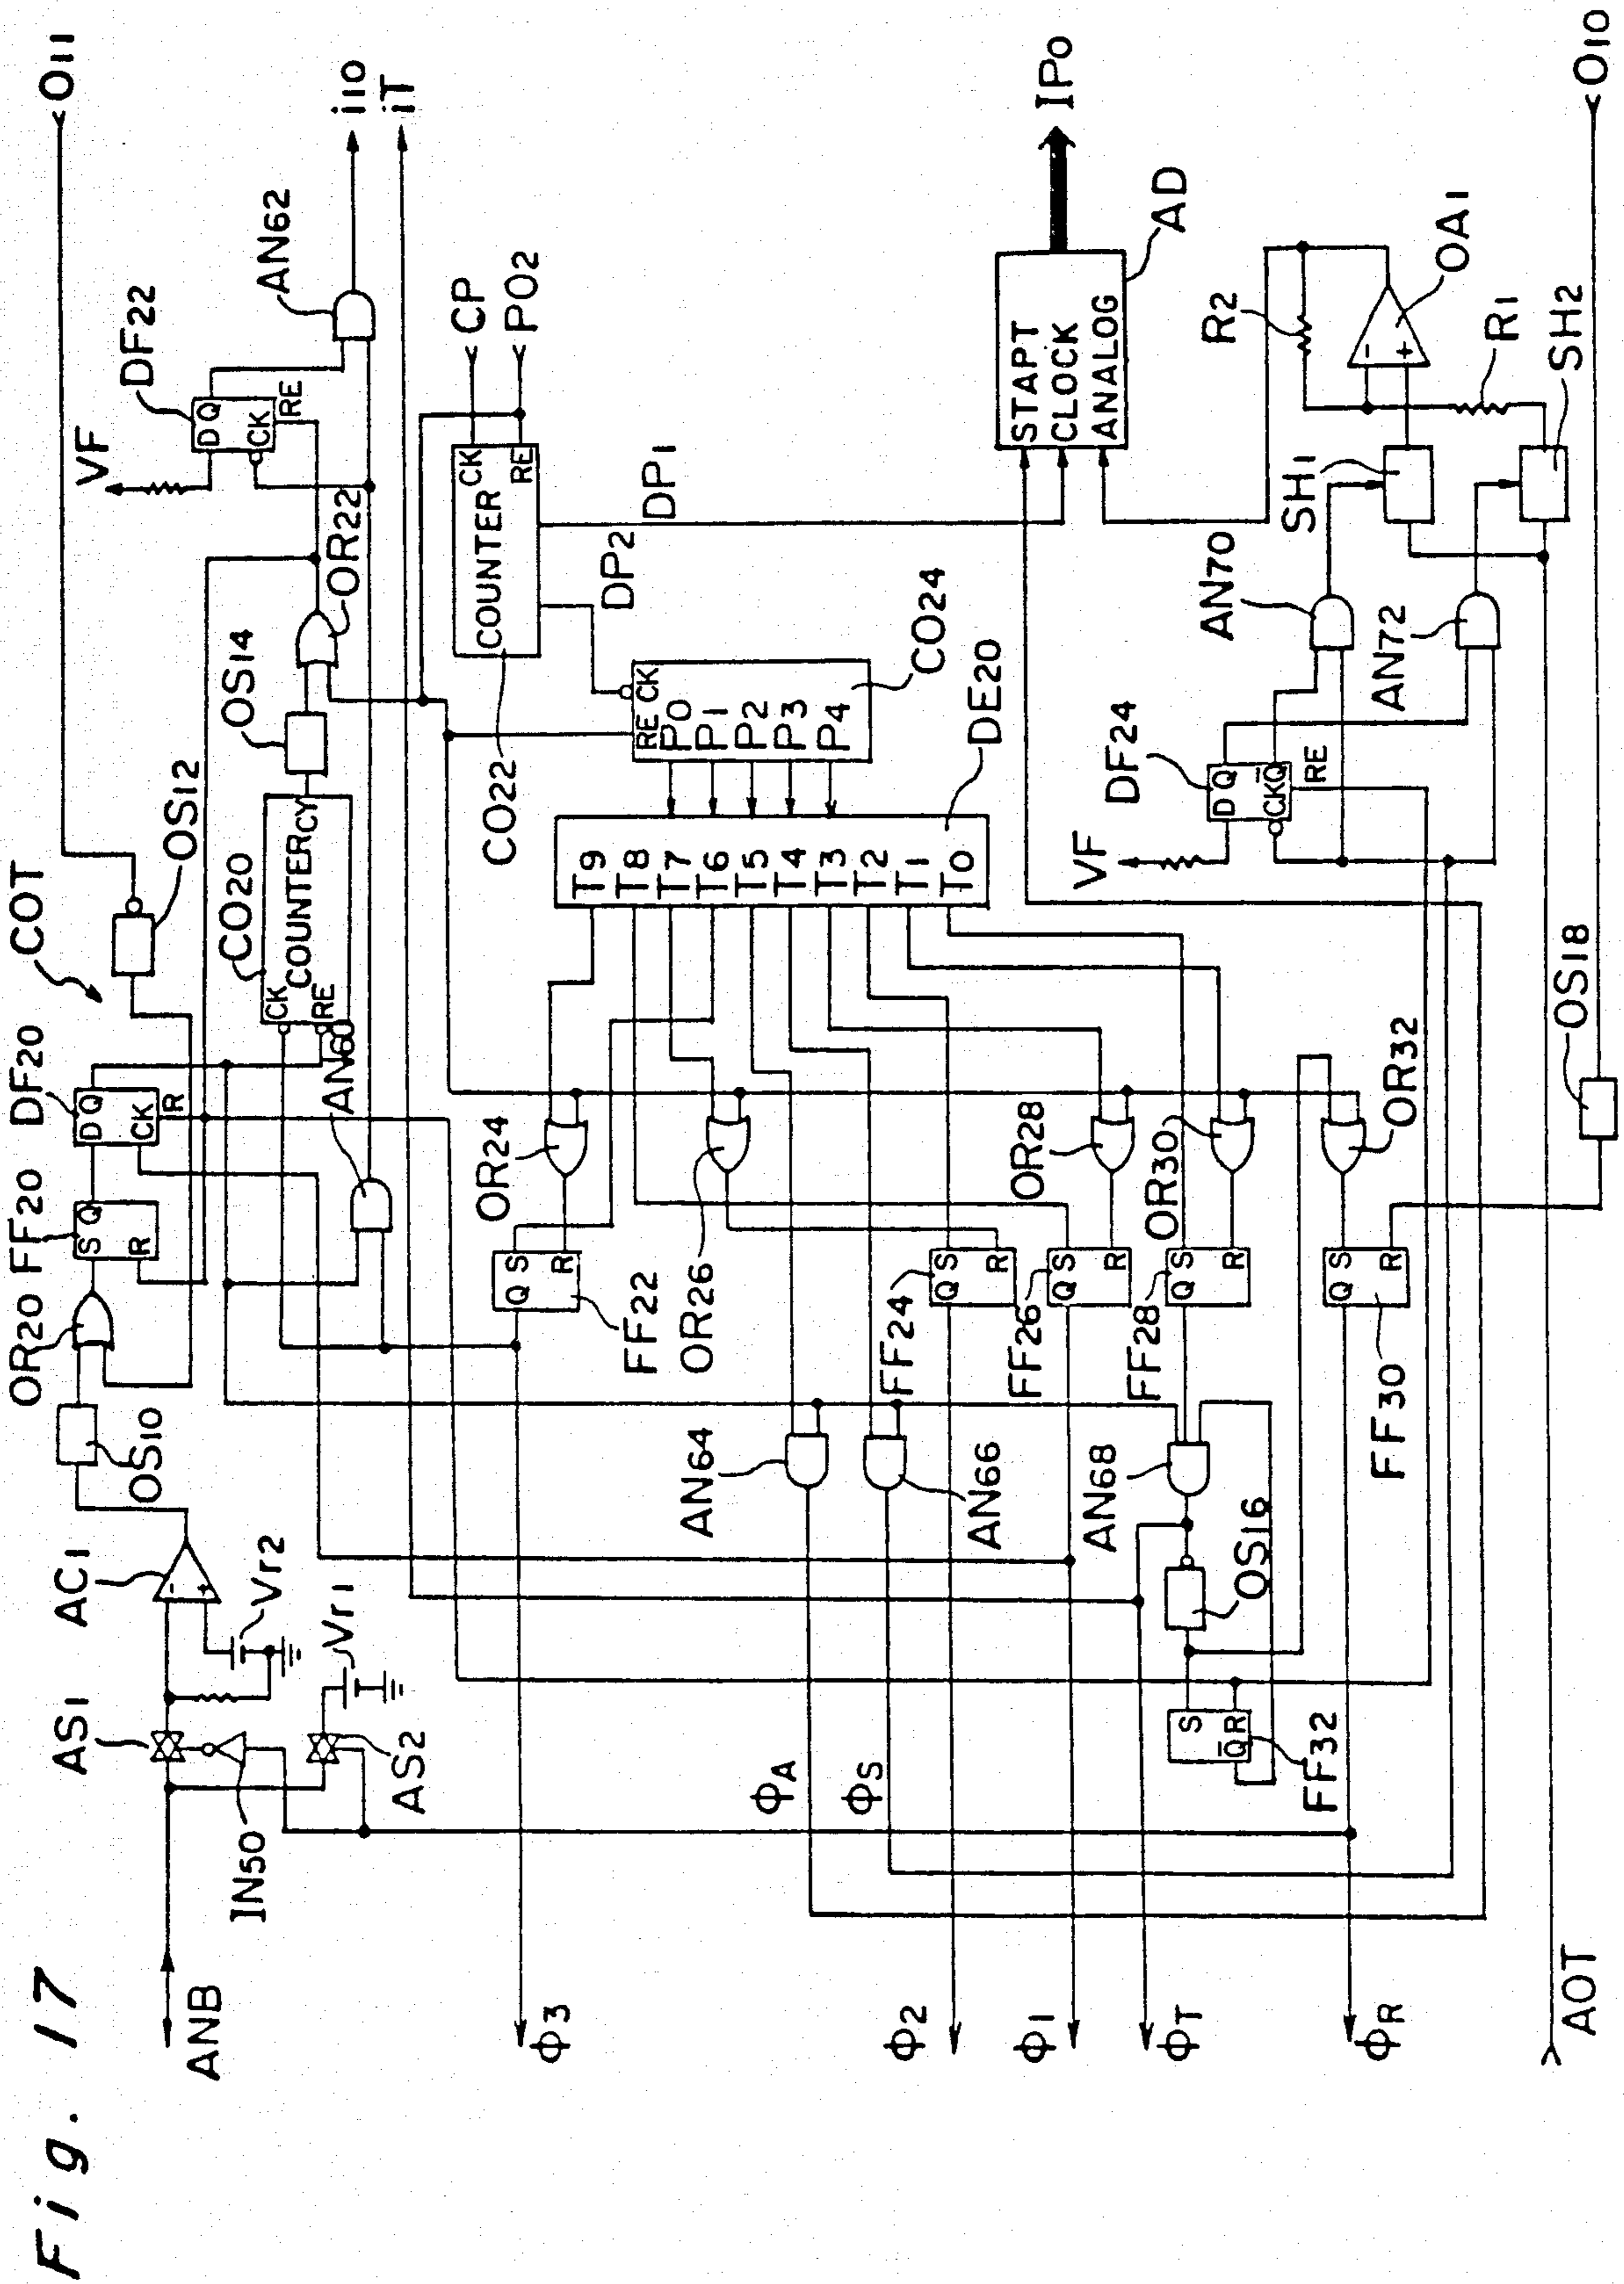 Fig. 17
COT
O11
i10
iT
DF22
AN62
VF
D Q
CK
RE
OR22
OS14
OS12
CO20
CK
COUNTER
CY
RE
AN60
DF20
D Q
CK
R
FF20
S Q
R
OR20
OS10
AC1
-
+
Vr2
Vr1
AS1
AS2
IN50
ANB
CP
PO2
COUNTER
CK
RE
CO22
DP1
DP2
RE CK
P0
P1
P2
P3
P4
CO24
DE20
T9
T8
T7
T6
T5
T4
T3
T2
T1
T0
STAPT
CLOCK
ANALOG
AD
IPO
OR24
OR26
OR28
OR30
OR32
Q S
R
FF22
Q S
R
FF24
Q S
R
FF26
Q S
R
FF28
Q S
R
FF30
AN64
AN66
AN68
OS16
S
Q̅ R
FF32
ΦA
ΦS
Φ3
Φ2
Φ1
ΦT
ΦR
AOT
VF
DF24
D Q
CK Q̅
RE
AN70
AN72
SH1
SH2
R2
R1
-
+
OA1
OS18
O10